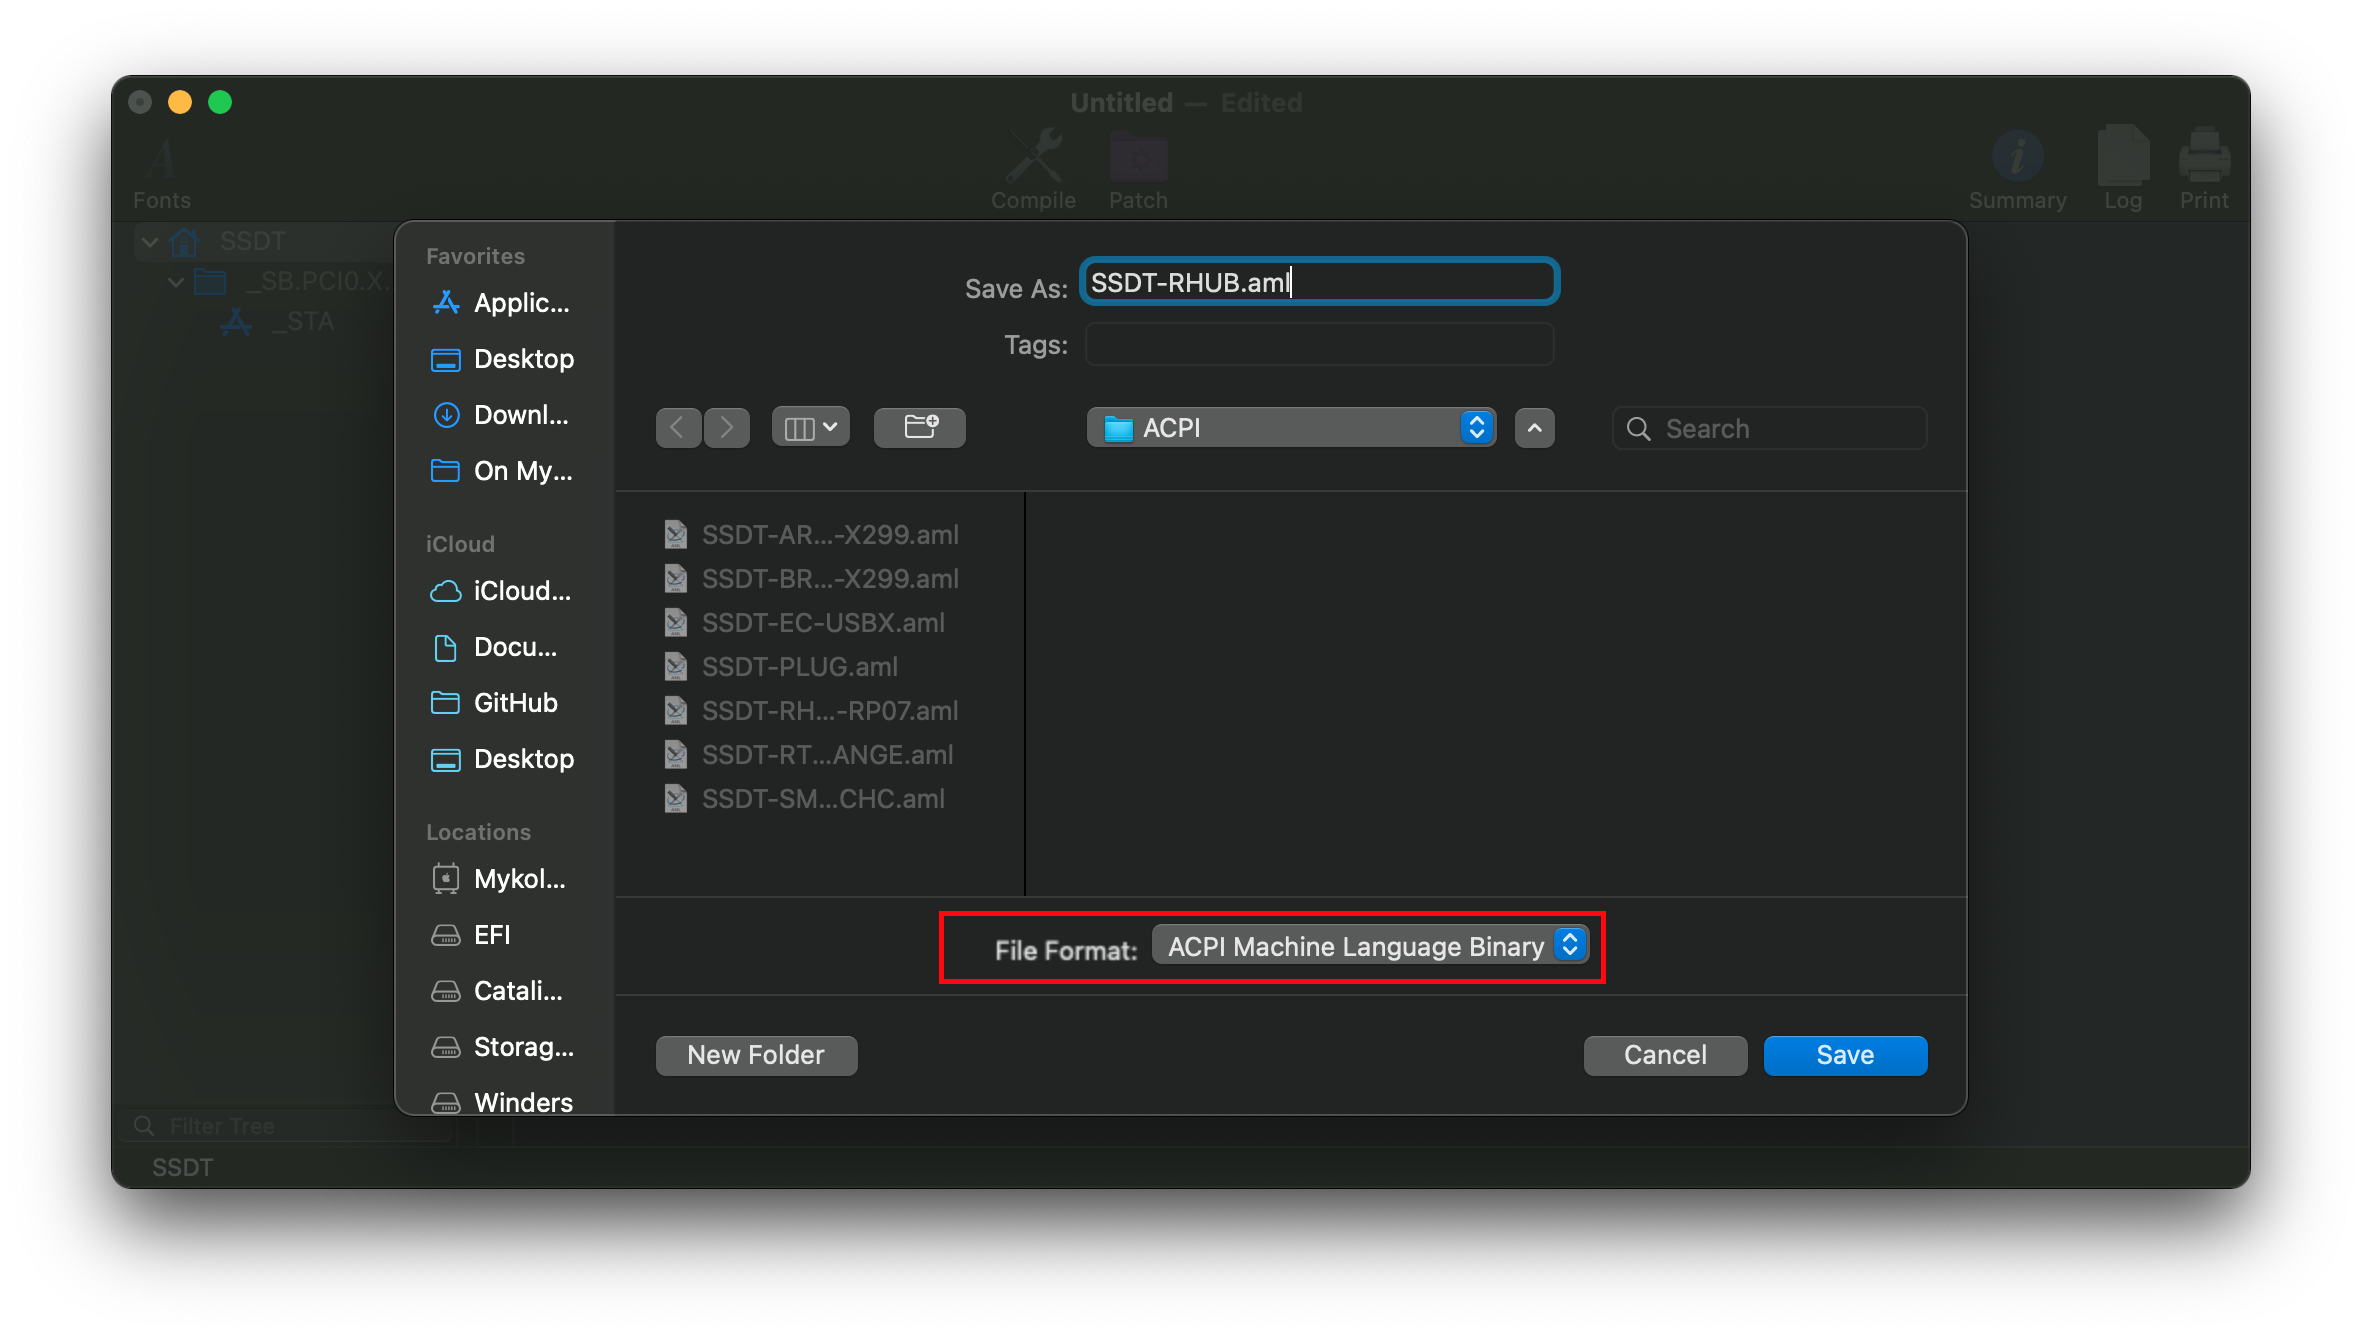 Untitled — Edited
Fonts
Compile
Patch
Summary
Log
Print
SSDT
_SB.PCI0.X.
_STA
Filter Tree
SSDT
Favorites
Applic...
Desktop
Downl...
On My...
iCloud
iCloud...
Docu...
GitHub
Desktop
Locations
Mykol...
EFI
Catali...
Storag...
Winders
Save As: SSDT-RHUB.aml
Tags:
ACPI
Search
SSDT-AR...-X299.aml
SSDT-BR...-X299.aml
SSDT-EC-USBX.aml
SSDT-PLUG.aml
SSDT-RH...-RP07.aml
SSDT-RT...ANGE.aml
SSDT-SM...CHC.aml
File Format: ACPI Machine Language Binary
New Folder
Cancel
Save